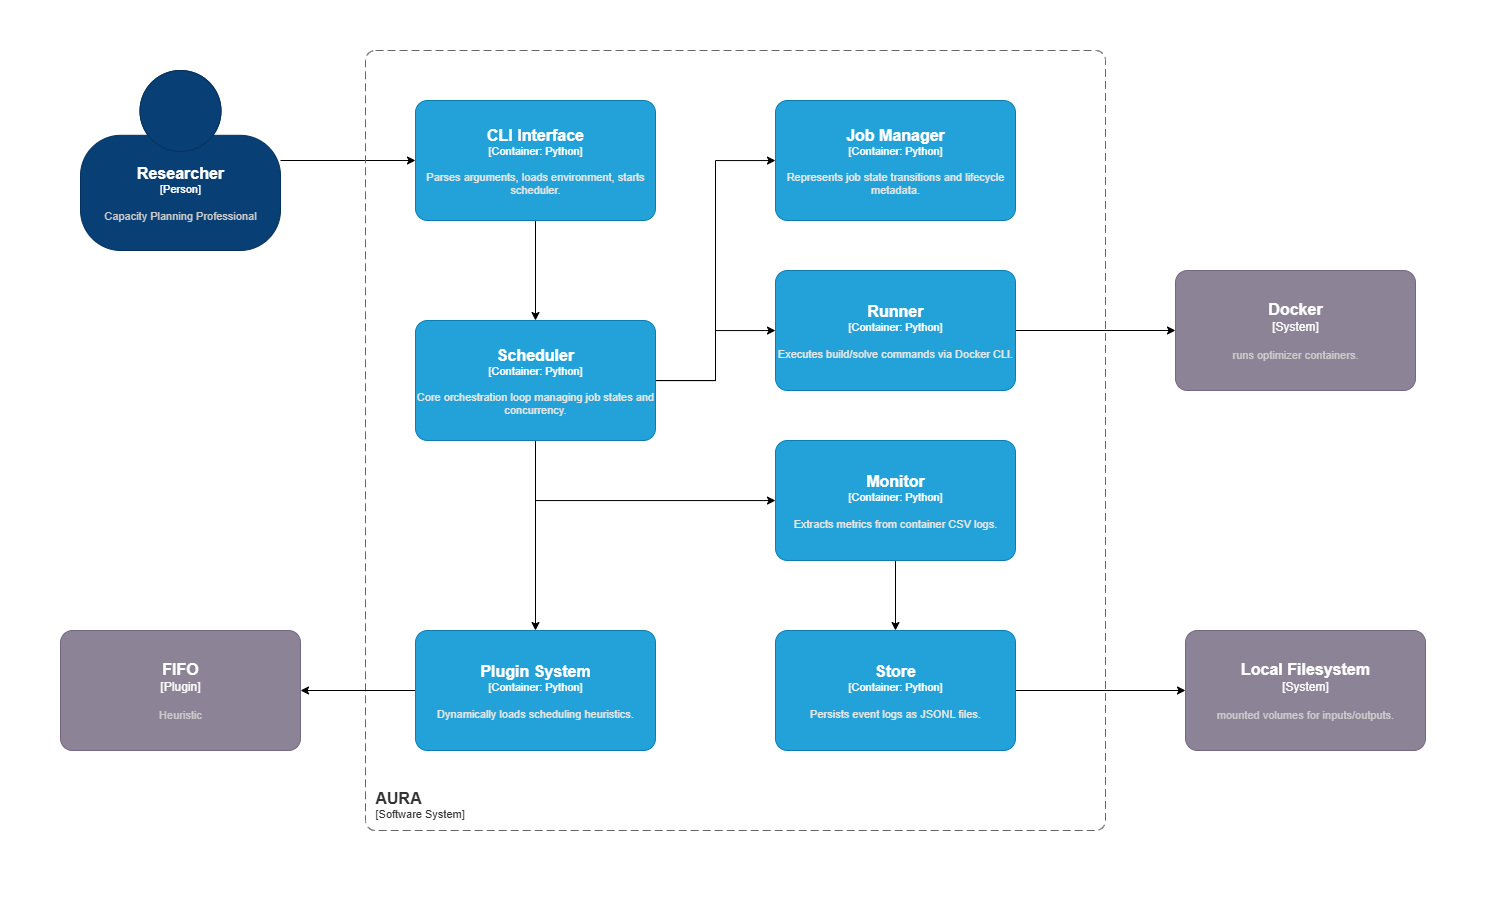 Researcher
[Person]
Capacity Planning Professional
CLI Interface
[Container: Python]
Parses arguments, loads environment, starts
scheduler.
Job Manager
[Container: Python]
Represents job state transitions and lifecycle
metadata.
Runner
[Container: Python]
Executes build/solve commands via Docker CLI.
Docker
[System]
runs optimizer containers.
Scheduler
[Container: Python]
Core orchestration loop managing job states and
concurrency.
Monitor
[Container: Python]
Extracts metrics from container CSV logs.
FIFO
[Plugin]
Heuristic
Plugin System
[Container: Python]
Dynamically loads scheduling heuristics.
Store
[Container: Python]
Persists event logs as JSONL files.
Local Filesystem
[System]
mounted volumes for inputs/outputs.
AURA
[Software System]